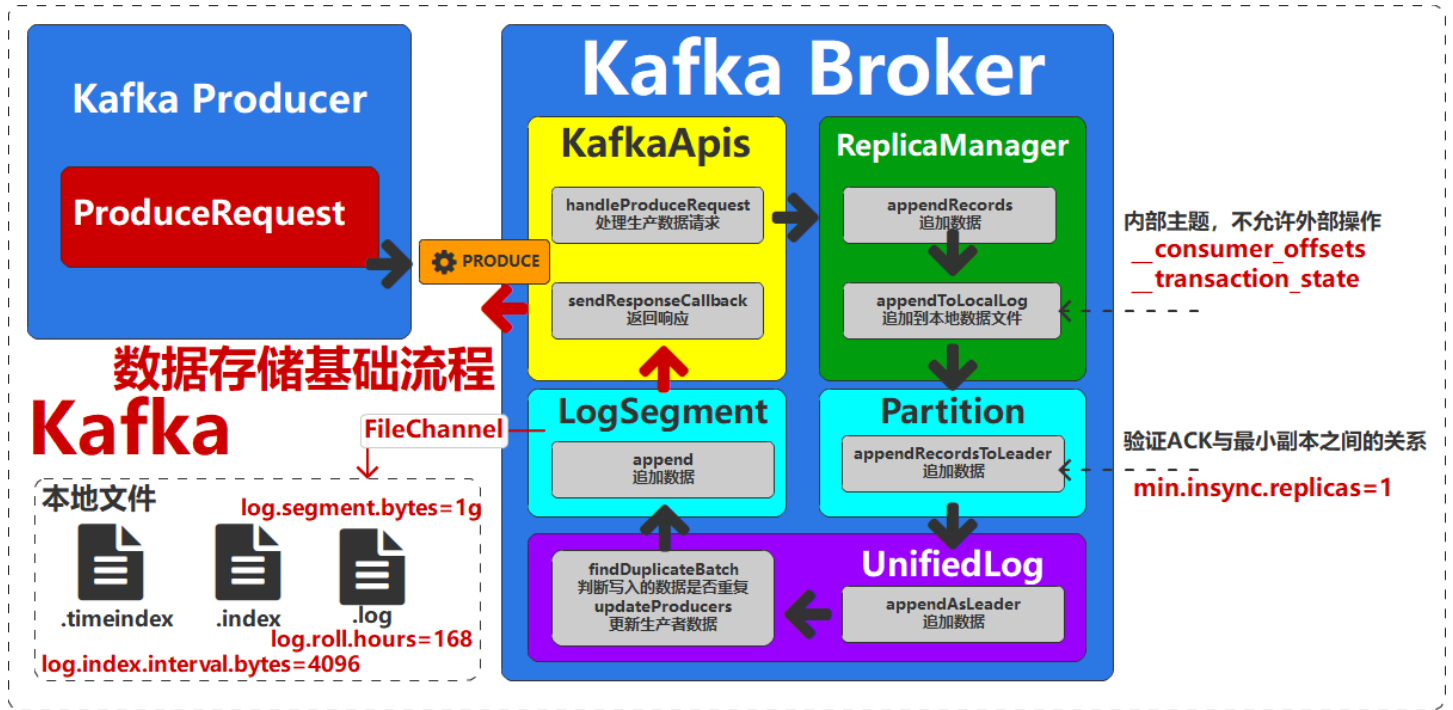 Kafka Producer
ProduceRequest
PRODUCE
Kafka Broker
KafkaApis
handleProduceRequest
处理生产数据请求
sendResponseCallback
返回响应
ReplicaManager
appendRecords
追加数据
appendToLocalLog
追加到本地数据文件
内部主题，不允许外部操作
__consumer_offsets
__transaction_state
Partition
appendRecordsToLeader
追加数据
验证ACK与最小副本之间的关系
min.insync.replicas=1
UnifiedLog
appendAsLeader
追加数据
findDuplicateBatch
判断写入的数据是否重复
updateProducers
更新生产者数据
LogSegment
append
追加数据
数据存储基础流程
Kafka
FileChannel
本地文件
log.segment.bytes=1g
.timeindex
.index
.log
log.roll.hours=168
log.index.interval.bytes=4096